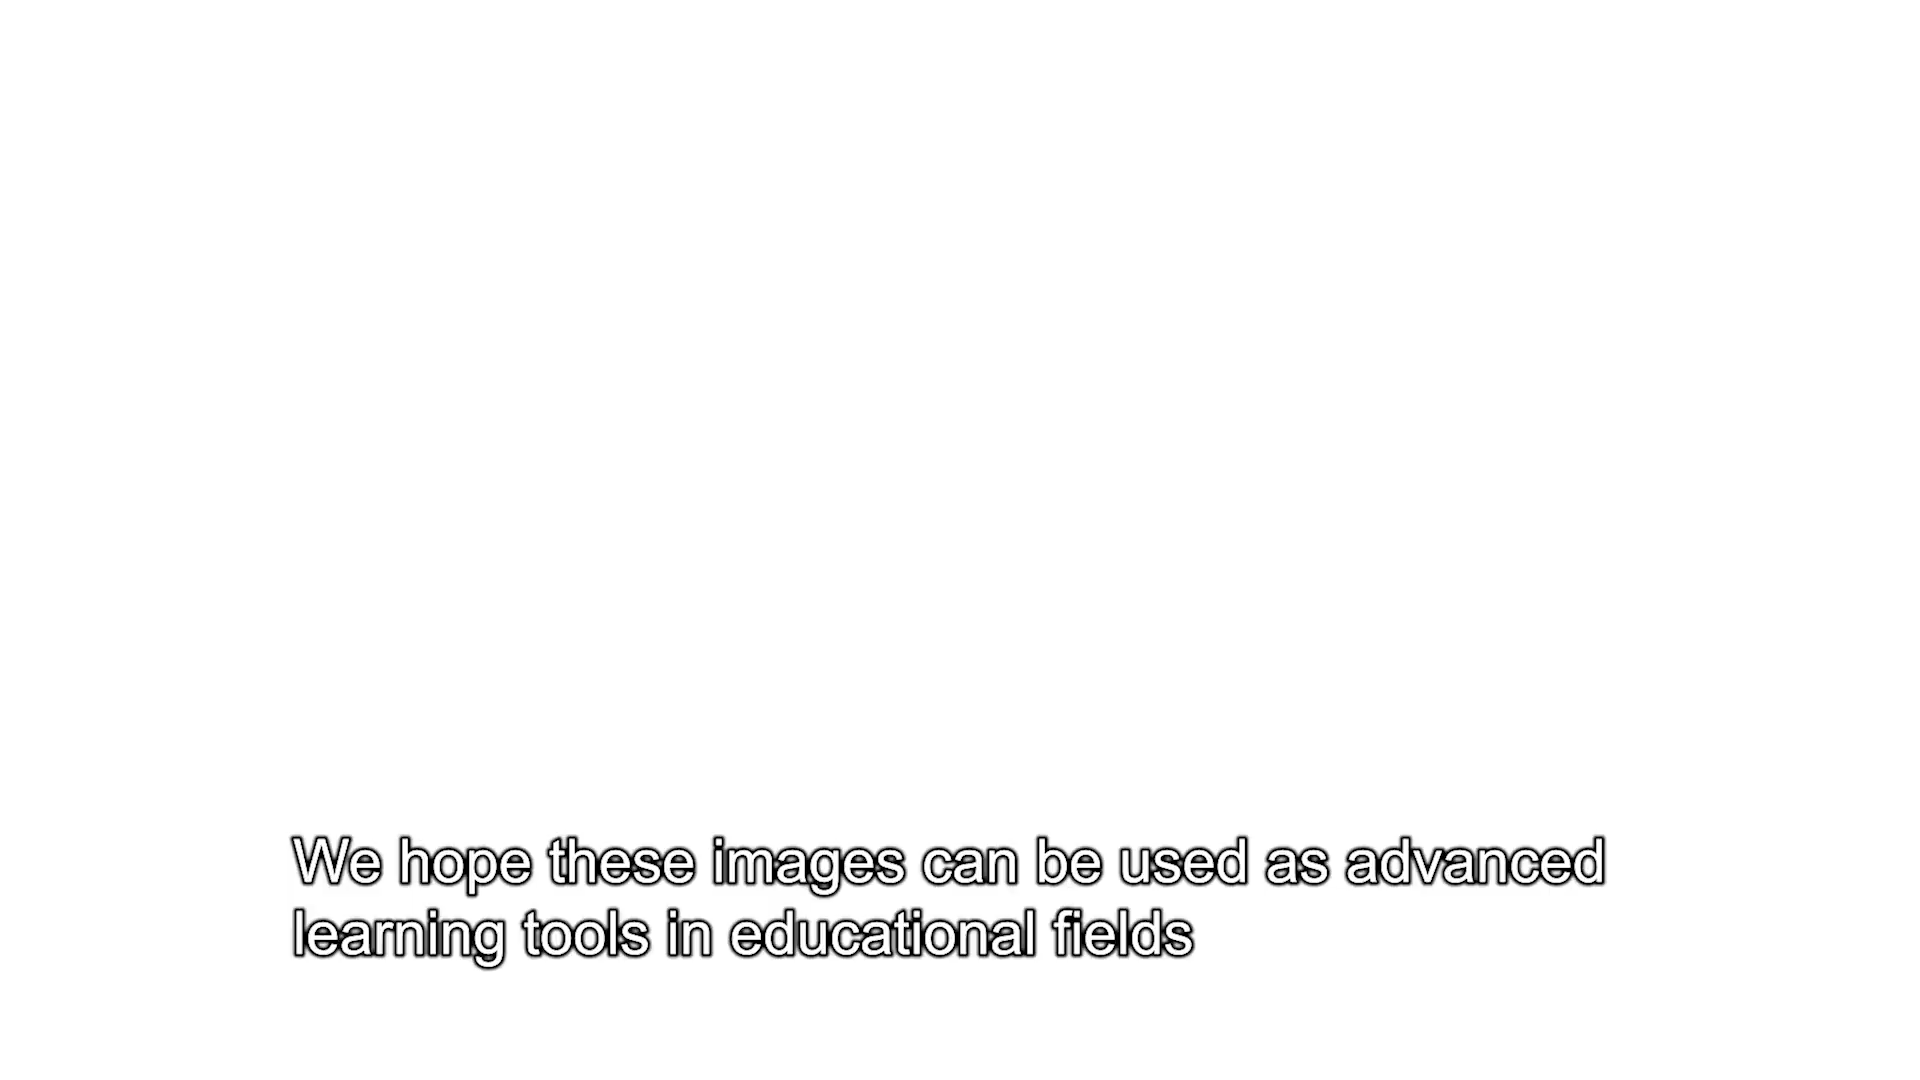 We hope these images can be used as advanced
learning tools in educational fields